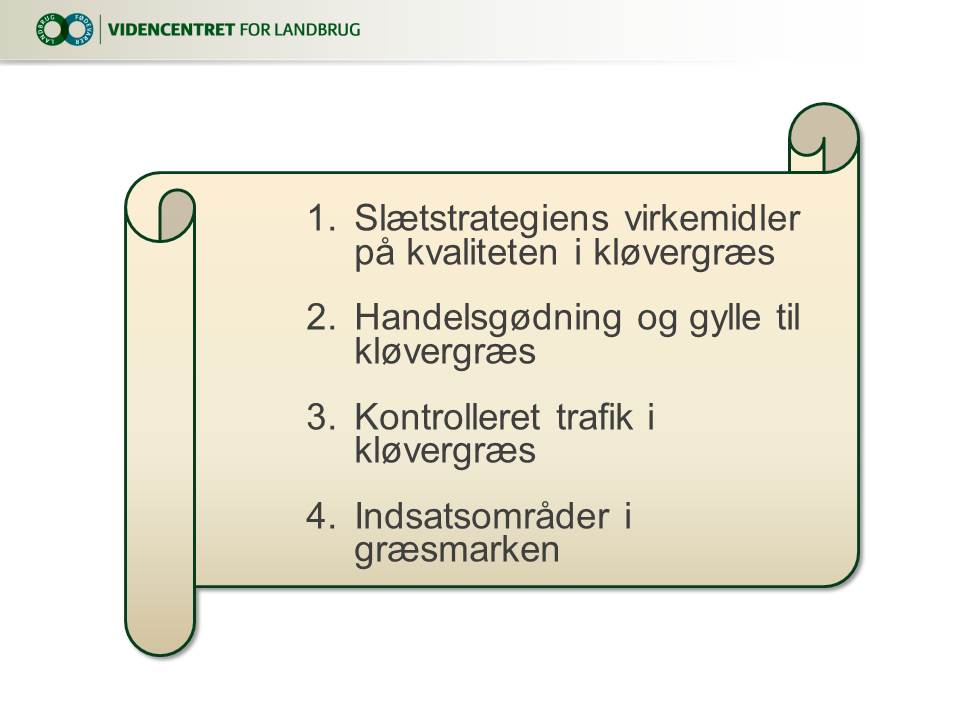 LANDBRUG FØDEVARER
VIDENCENTRET FOR LANDBRUG
1. Slætstrategiens virkemidler
på kvaliteten i kløvergræs
2. Handelsgødning og gylle til
kløvergræs
3. Kontrolleret trafik i
kløvergræs
4. Indsatsområder i
græsmarken